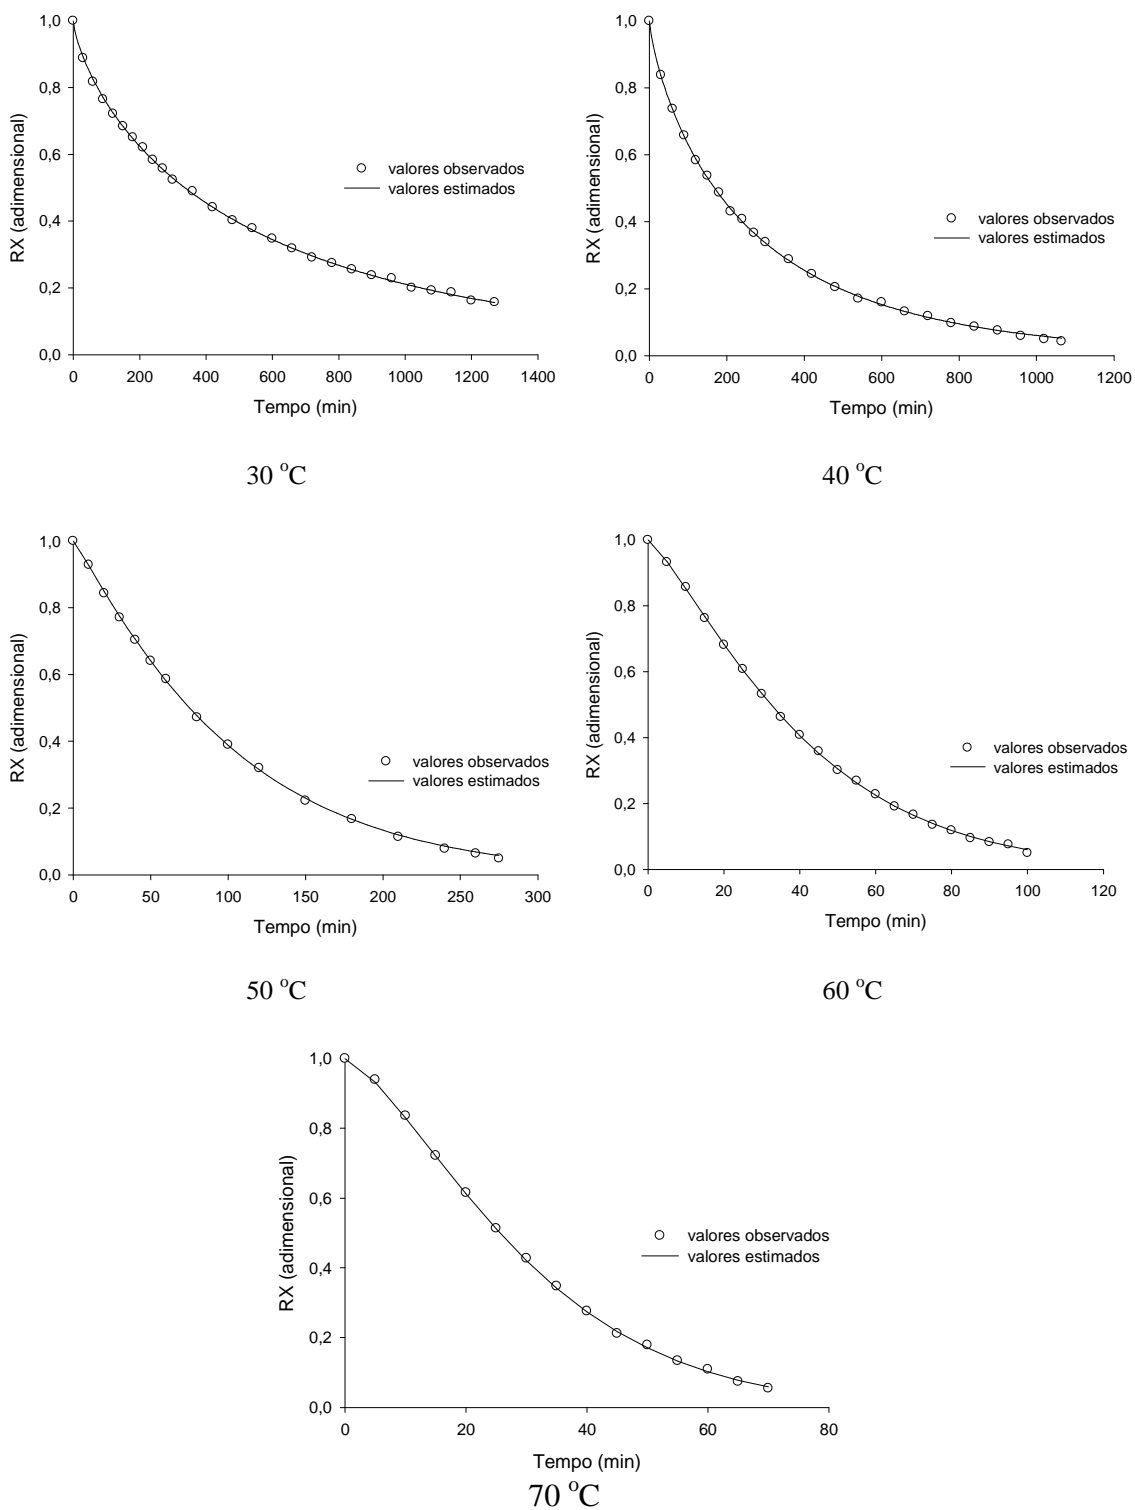 1,0
0,8
0,6
0,4
0,2
0,0
RX (adimensional)
valores observados
valores estimados
0 200 400 600 800 1000 1200 1400
Tempo (min)
30 °C
1,0
0,8
0,6
0,4
0,2
0,0
RX (adimensional)
valores observados
valores estimados
0 200 400 600 800 1000 1200
Tempo (min)
40 °C
1,0
0,8
0,6
0,4
0,2
0,0
RX (adimensional)
valores observados
valores estimados
0 50 100 150 200 250 300
Tempo (min)
50 °C
1,0
0,8
0,6
0,4
0,2
0,0
RX (adimensional)
valores observados
valores estimados
0 20 40 60 80 100 120
Tempo (min)
60 °C
1,0
0,8
0,6
0,4
0,2
0,0
RX (adimensional)
valores observados
valores estimados
0 20 40 60 80
Tempo (min)
70 °C